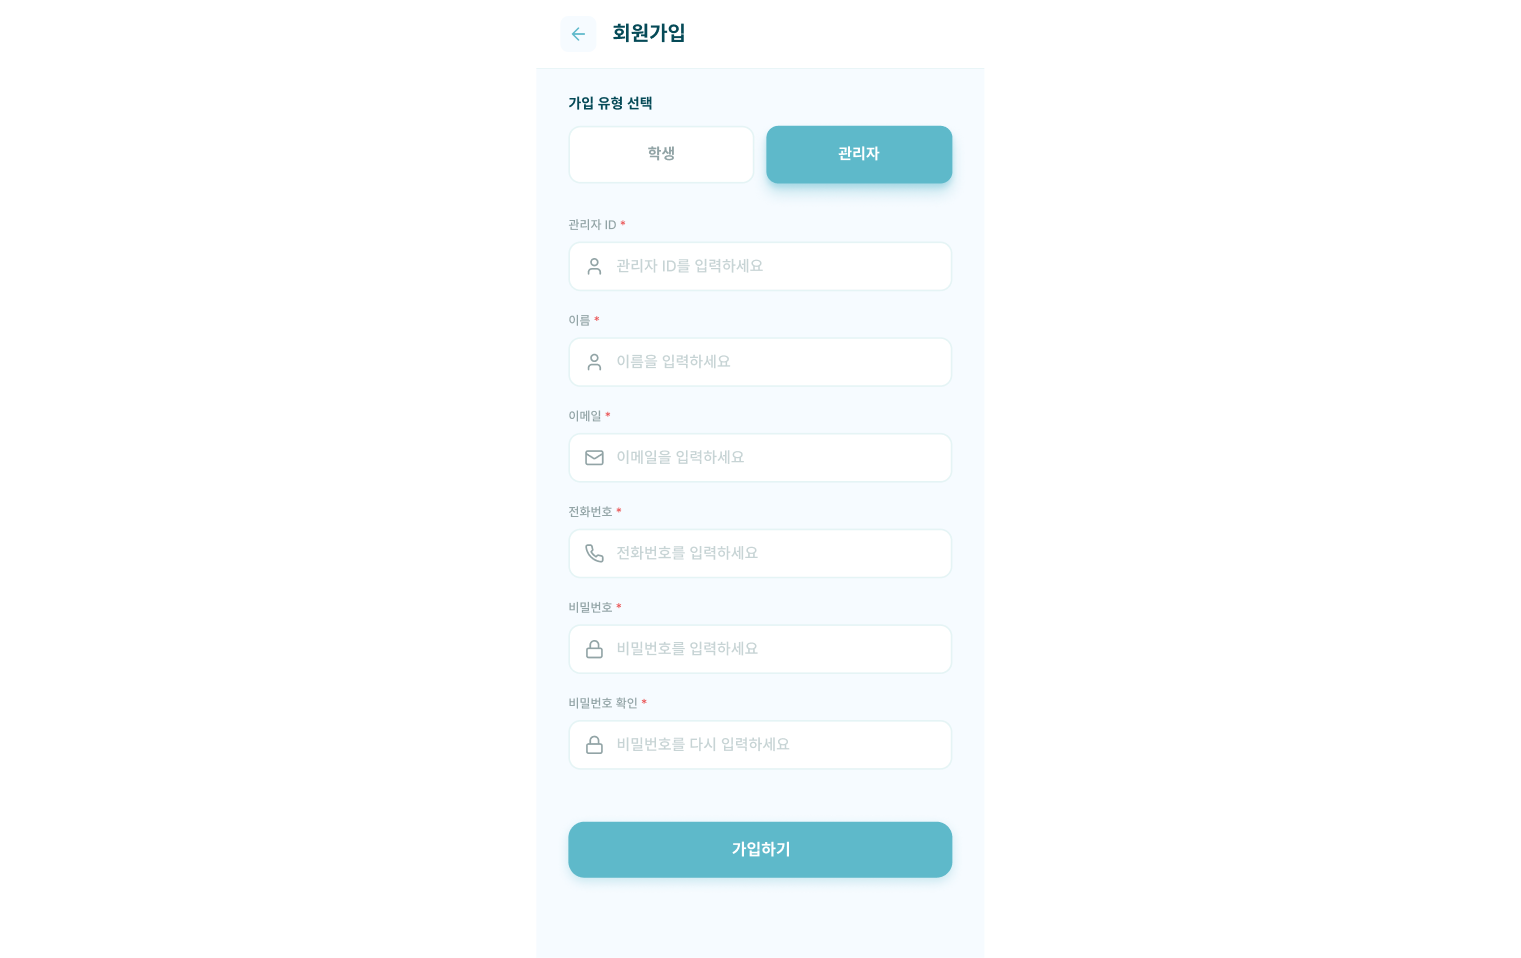 회원가입
가입 유형 선택
학생
관리자
관리자 ID *
관리자 ID를 입력하세요
이름 *
이름을 입력하세요
이메일 *
이메일을 입력하세요
전화번호 *
전화번호를 입력하세요
비밀번호 *
비밀번호를 입력하세요
비밀번호 확인 *
비밀번호를 다시 입력하세요
가입하기